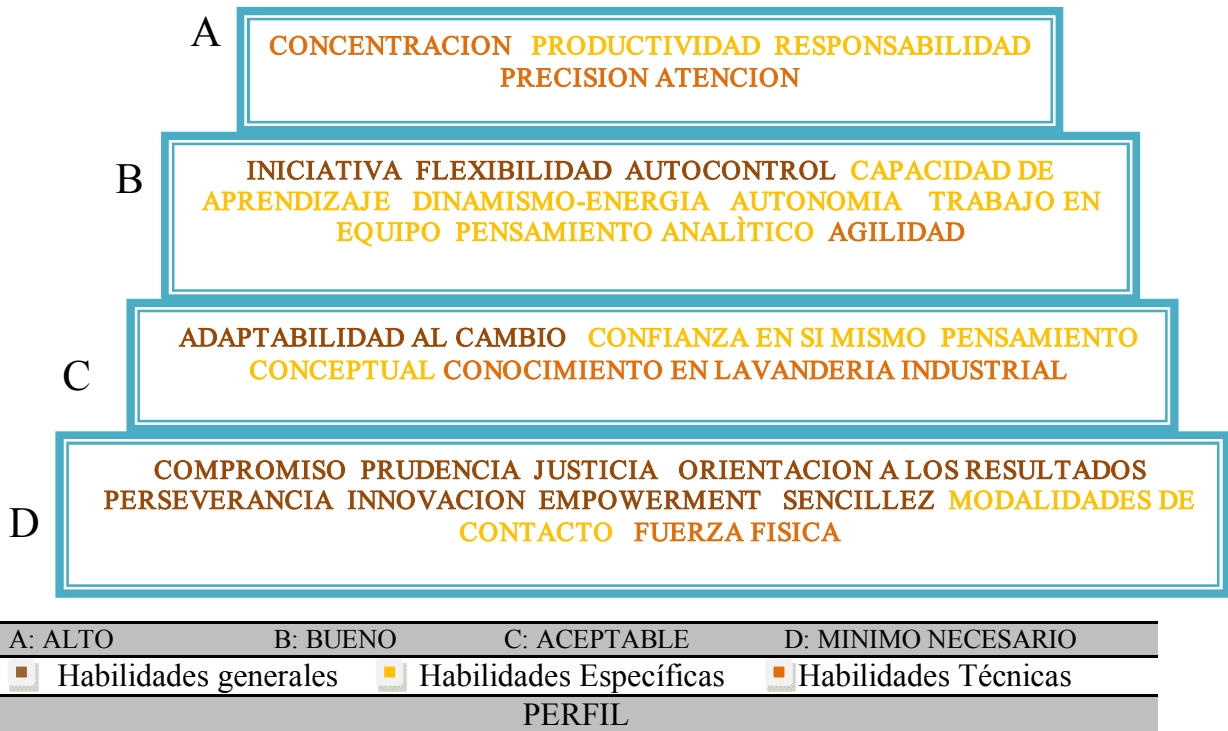 A
CONCENTRACION PRODUCTIVIDAD RESPONSABILIDAD
PRECISION ATENCION
B
INICIATIVA FLEXIBILIDAD AUTOCONTROL CAPACIDAD DE
APRENDIZAJE DINAMISMO-ENERGIA AUTONOMIA TRABAJO EN
EQUIPO PENSAMIENTO ANALÌTICO AGILIDAD
C
ADAPTABILIDAD AL CAMBIO CONFIANZA EN SI MISMO PENSAMIENTO
CONCEPTUAL CONOCIMIENTO EN LAVANDERIA INDUSTRIAL
D
COMPROMISO PRUDENCIA JUSTICIA ORIENTACION A LOS RESULTADOS
PERSEVERANCIA INNOVACION EMPOWERMENT SENCILLEZ MODALIDADES DE
CONTACTO FUERZA FISICA
A: ALTO B: BUENO C: ACEPTABLE D: MINIMO NECESARIO
Habilidades generales Habilidades Específicas Habilidades Técnicas
PERFIL